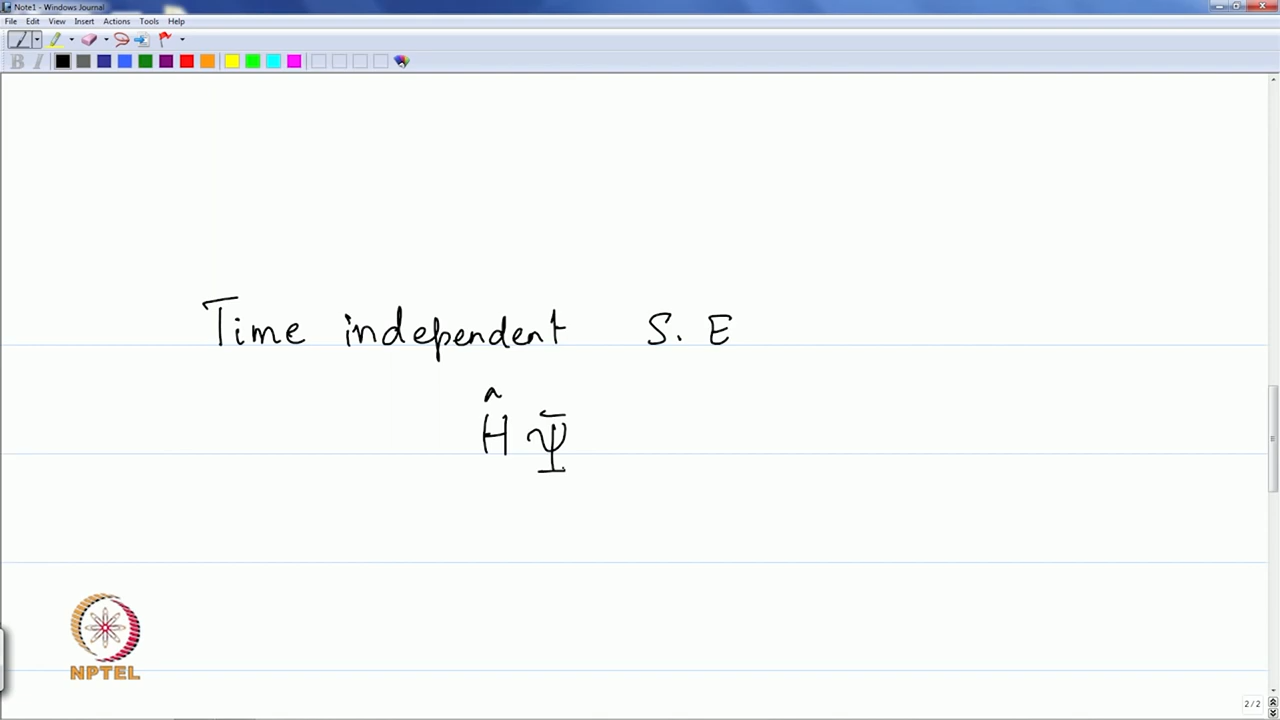 Note1 - Windows Journal
File Edit View Insert Actions Tools Help
B I
Time independent S. E
Ĥ Ψ
NPTEL
2 / 2